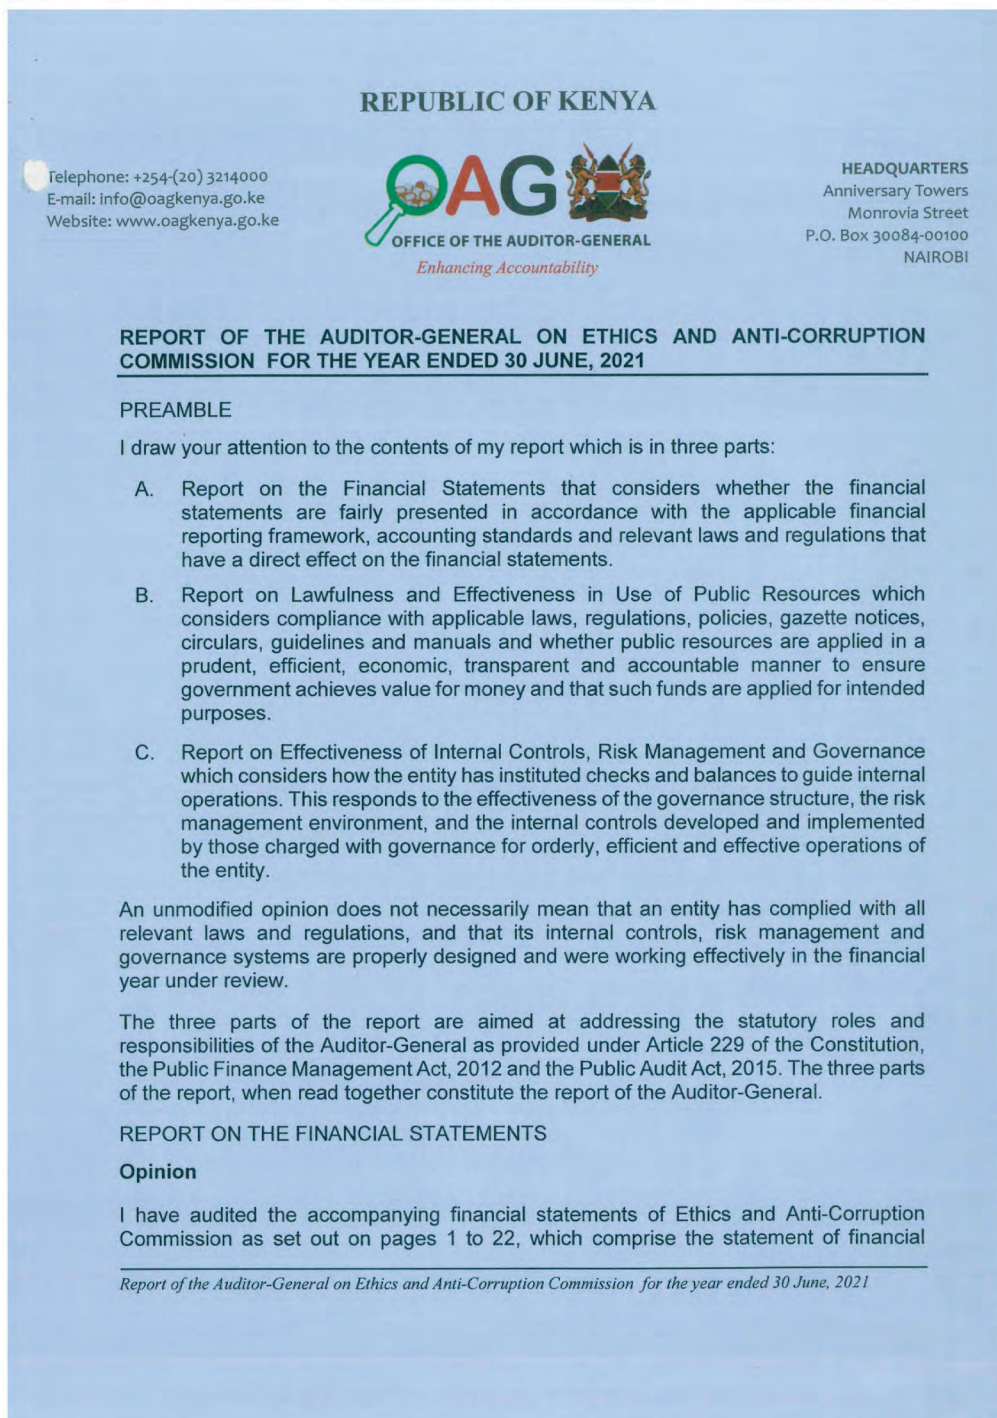 REPUBLIC OF KENYA
Telephone: +254-(20) 3214000
E-mail: info@oagkenya.go.ke
Website: www.oagkenya.go.ke
OAG
OFFICE OF THE AUDITOR-GENERAL
Enhancing Accountability
HEADQUARTERS
Anniversary Towers
Monrovia Street
P.O. Box 30084-00100
NAIROBI
REPORT OF THE AUDITOR-GENERAL ON ETHICS AND ANTI-CORRUPTION
COMMISSION FOR THE YEAR ENDED 30 JUNE, 2021
PREAMBLE
I draw your attention to the contents of my report which is in three parts:
A. Report on the Financial Statements that considers whether the financial
statements are fairly presented in accordance with the applicable financial
reporting framework, accounting standards and relevant laws and regulations that
have a direct effect on the financial statements.
B. Report on Lawfulness and Effectiveness in Use of Public Resources which
considers compliance with applicable laws, regulations, policies, gazette notices,
circulars, guidelines and manuals and whether public resources are applied in a
prudent, efficient, economic, transparent and accountable manner to ensure
government achieves value for money and that such funds are applied for intended
purposes.
C. Report on Effectiveness of Internal Controls, Risk Management and Governance
which considers how the entity has instituted checks and balances to guide internal
operations. This responds to the effectiveness of the governance structure, the risk
management environment, and the internal controls developed and implemented
by those charged with governance for orderly, efficient and effective operations of
the entity.
An unmodified opinion does not necessarily mean that an entity has complied with all
relevant laws and regulations, and that its internal controls, risk management and
governance systems are properly designed and were working effectively in the financial
year under review.
The three parts of the report are aimed at addressing the statutory roles and
responsibilities of the Auditor-General as provided under Article 229 of the Constitution,
the Public Finance Management Act, 2012 and the Public Audit Act, 2015. The three parts
of the report, when read together constitute the report of the Auditor-General.
REPORT ON THE FINANCIAL STATEMENTS
Opinion
I have audited the accompanying financial statements of Ethics and Anti-Corruption
Commission as set out on pages 1 to 22, which comprise the statement of financial
Report of the Auditor-General on Ethics and Anti-Corruption Commission for the year ended 30 June, 2021